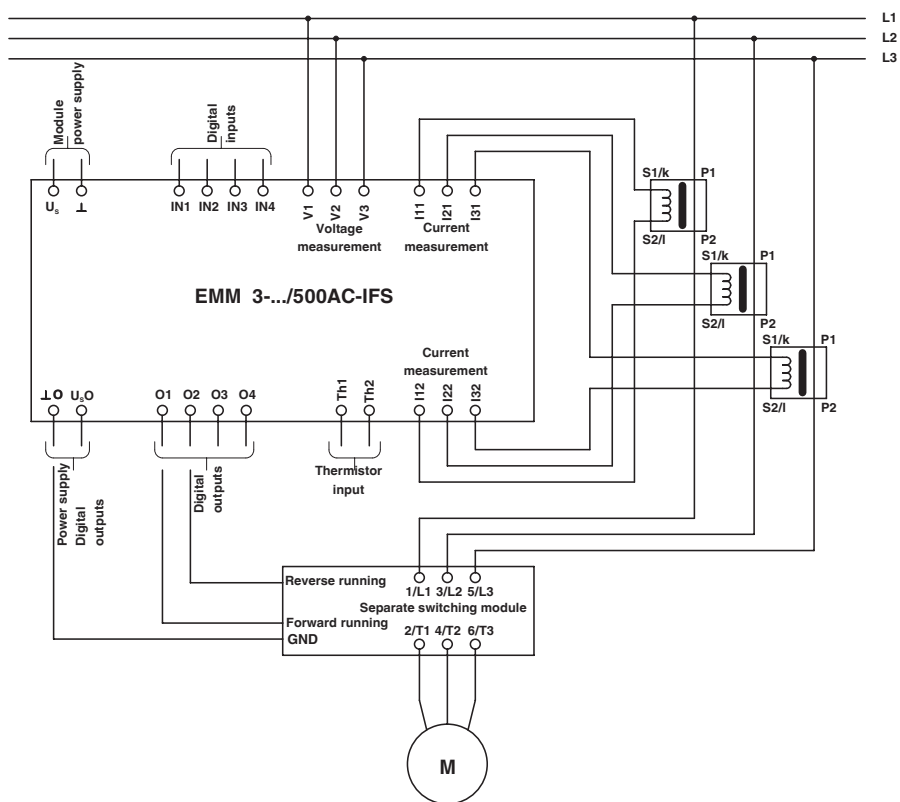 L1
L2
L3
Module
power supply
Digital
inputs
U_S
⊥
IN1
IN2
IN3
IN4
V1
V2
V3
Voltage
measurement
I11
I21
I31
Current
measurement
S1/k
P1
S2/l
P2
S1/k
P1
S2/l
P2
S1/k
P1
S2/l
P2
EMM 3-.../500AC-IFS
Current
measurement
⊥O
U_SO
O1
O2
O3
O4
Th1
Th2
I12
I22
I32
Power supply
Digital
outputs
Digital
outputs
Thermistor
input
Reverse running
1/L1 3/L2 5/L3
Separate switching module
Forward running
2/T1 4/T2 6/T3
GND
M